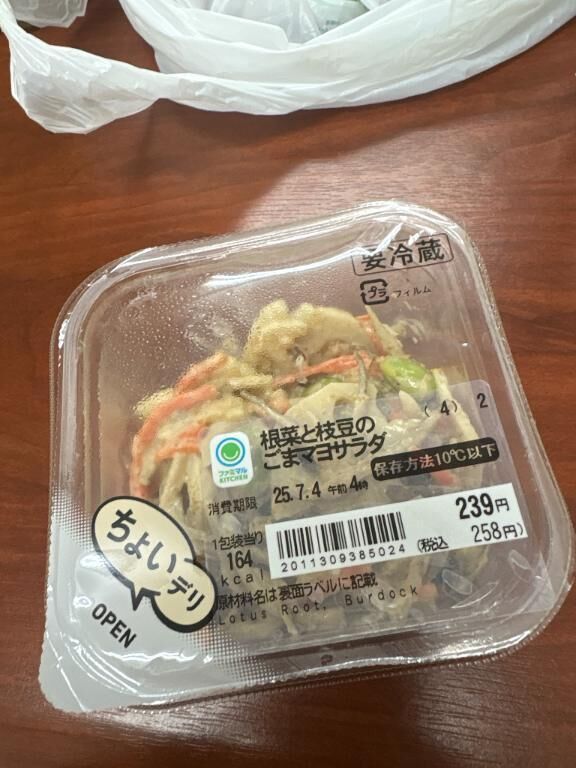 要冷蔵
プラ フィルム
(4) 2
根菜と枝豆の
ごまマヨサラダ
ファミマル
KITCHEN
保存方法10℃以下
消費期限 25.7.4 午前 4時
239円
(税込 258円)
1包装当り
164
kcal
2011309385024
原材料名は裏面ラベルに記載
Lotus Root, Burdock
ちょい
デリ
OPEN